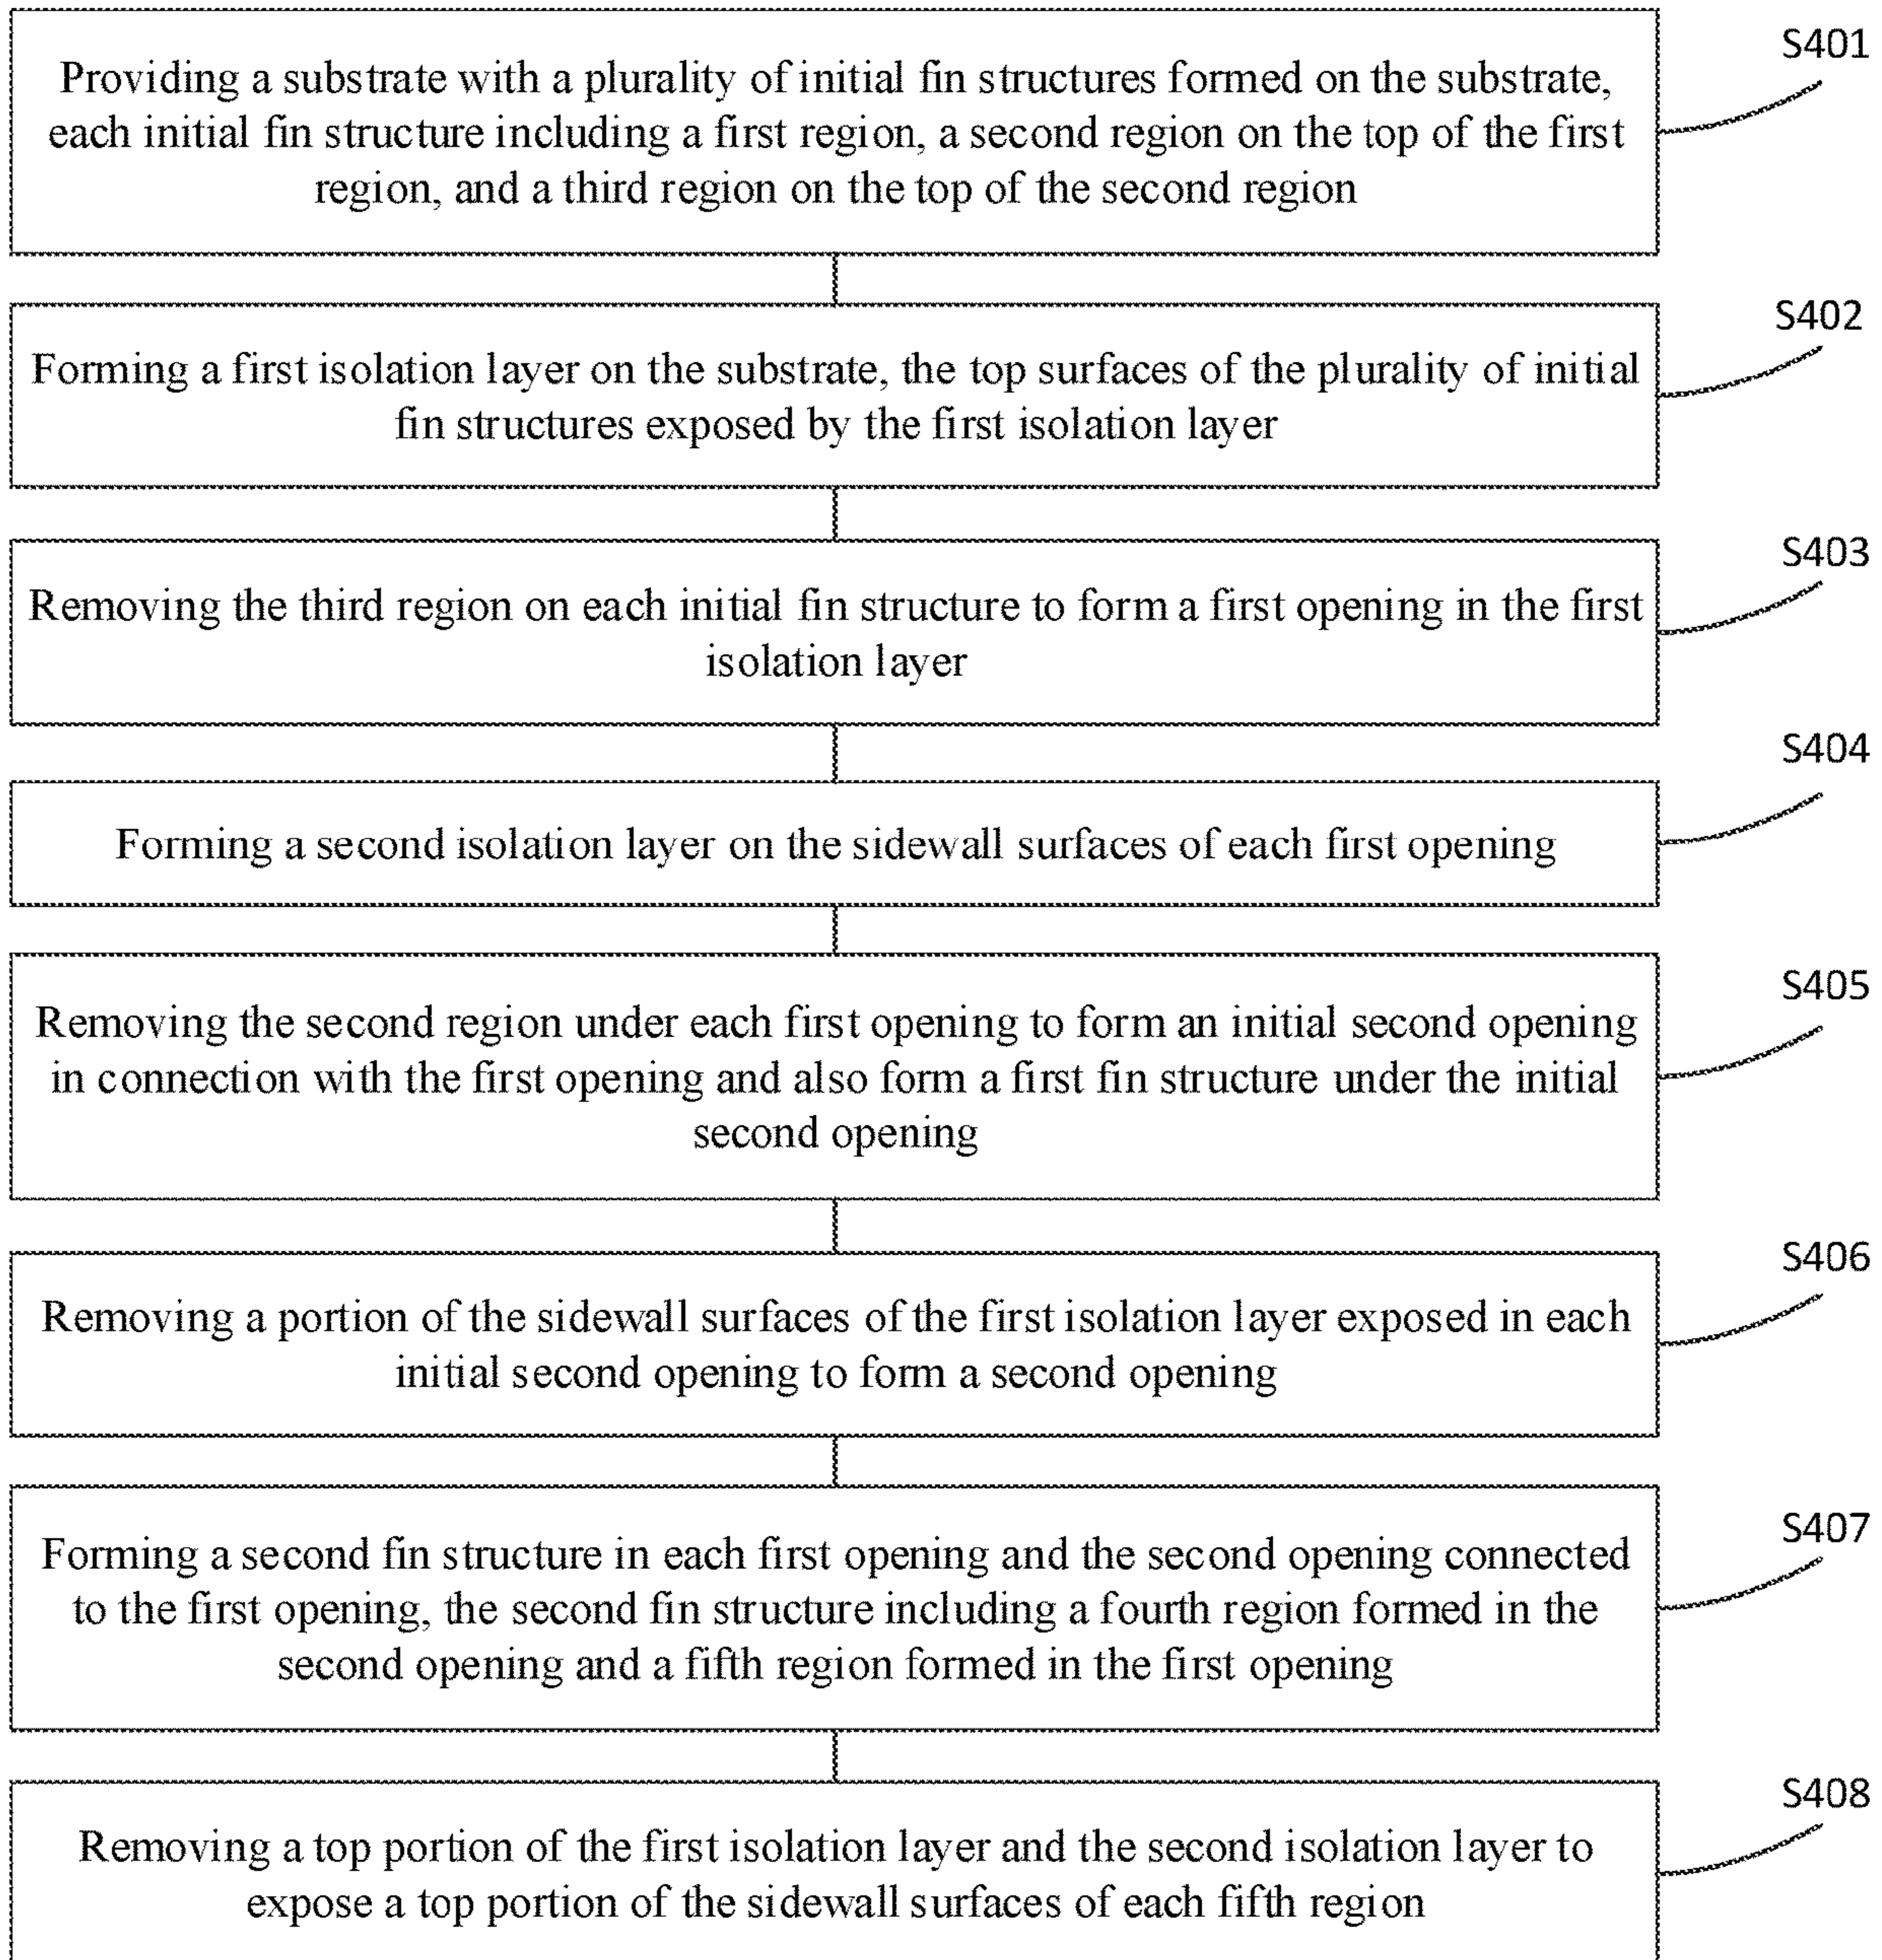 S401
Providing a substrate with a plurality of initial fin structures formed on the substrate,
each initial fin structure including a first region, a second region on the top of the first
region, and a third region on the top of the second region
S402
Forming a first isolation layer on the substrate, the top surfaces of the plurality of initial
fin structures exposed by the first isolation layer
S403
Removing the third region on each initial fin structure to form a first opening in the first
isolation layer
S404
Forming a second isolation layer on the sidewall surfaces of each first opening
S405
Removing the second region under each first opening to form an initial second opening
in connection with the first opening and also form a first fin structure under the initial
second opening
S406
Removing a portion of the sidewall surfaces of the first isolation layer exposed in each
initial second opening to form a second opening
S407
Forming a second fin structure in each first opening and the second opening connected
to the first opening, the second fin structure including a fourth region formed in the
second opening and a fifth region formed in the first opening
S408
Removing a top portion of the first isolation layer and the second isolation layer to
expose a top portion of the sidewall surfaces of each fifth region